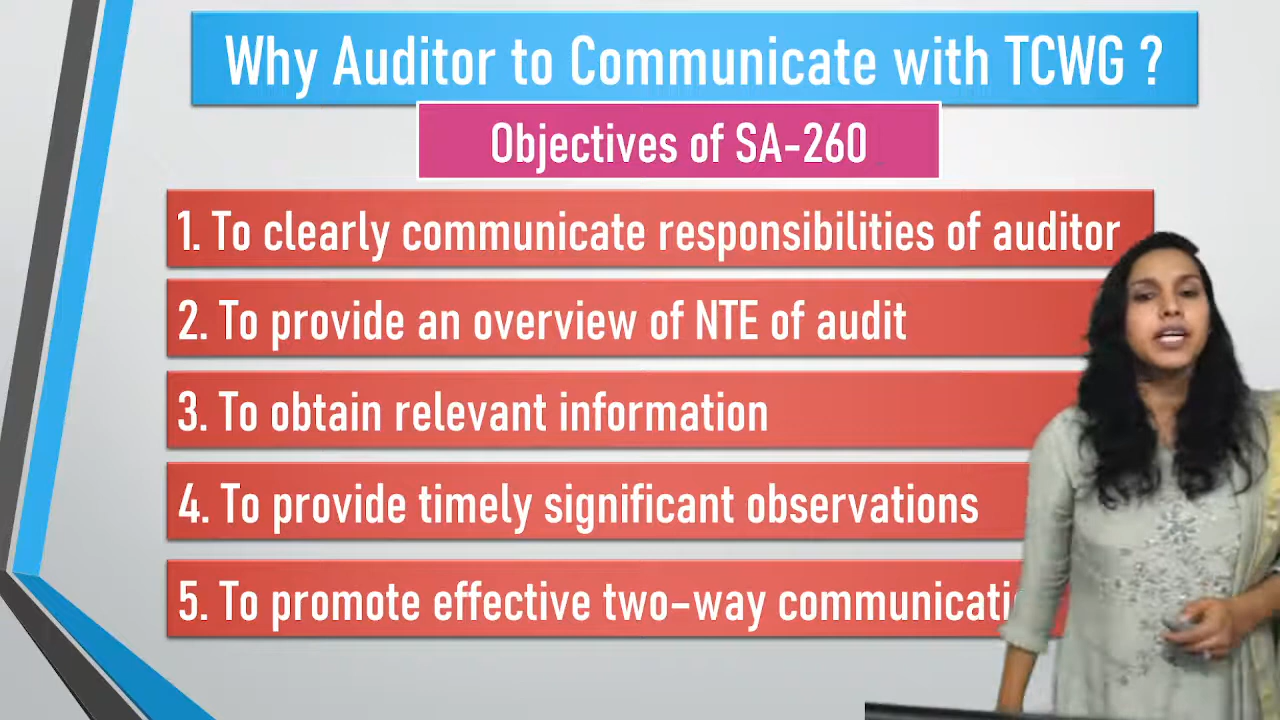 Why Auditor to Communicate with TCWG ?
Objectives of SA-260
1. To clearly communicate responsibilities of auditor
2. To provide an overview of NTE of audit
3. To obtain relevant information
4. To provide timely significant observations
5. To promote effective two-way